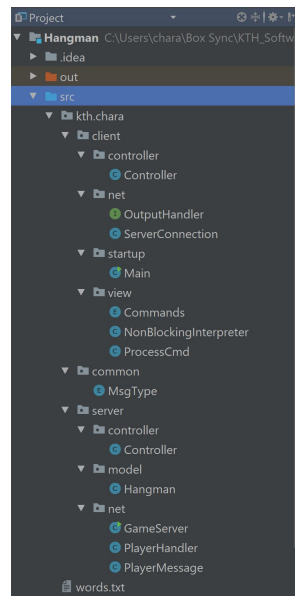 Project
Hangman C:\Users\chara\Box Sync\KTH_Softw
.idea
out
src
kth.chara
client
controller
Controller
net
OutputHandler
ServerConnection
startup
Main
view
Commands
NonBlockingInterpreter
ProcessCmd
common
MsgType
server
controller
Controller
model
Hangman
net
GameServer
PlayerHandler
PlayerMessage
words.txt